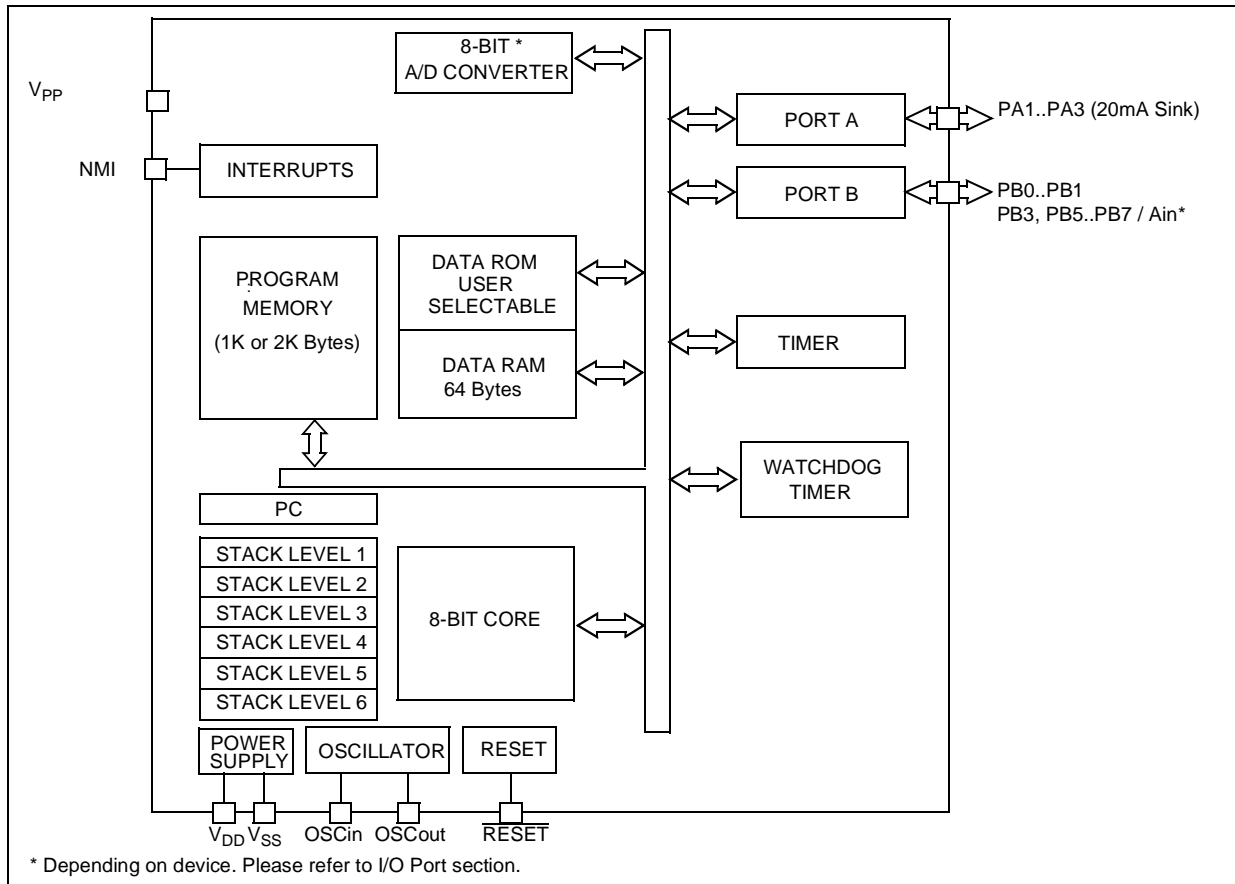 8-BIT *
A/D CONVERTER
VPP
PORT A
PA1..PA3 (20mA Sink)
NMI
INTERRUPTS
PORT B
PB0..PB1
PB3, PB5..PB7 / Ain*
PROGRAM
MEMORY
(1K or 2K Bytes)
DATA ROM
USER
SELECTABLE
DATA RAM
64 Bytes
TIMER
WATCHDOG
TIMER
PC
STACK LEVEL 1
STACK LEVEL 2
STACK LEVEL 3
STACK LEVEL 4
STACK LEVEL 5
STACK LEVEL 6
8-BIT CORE
POWER
SUPPLY
OSCILLATOR
RESET
VDD
VSS
OSCin
OSCout
RESET
* Depending on device. Please refer to I/O Port section.